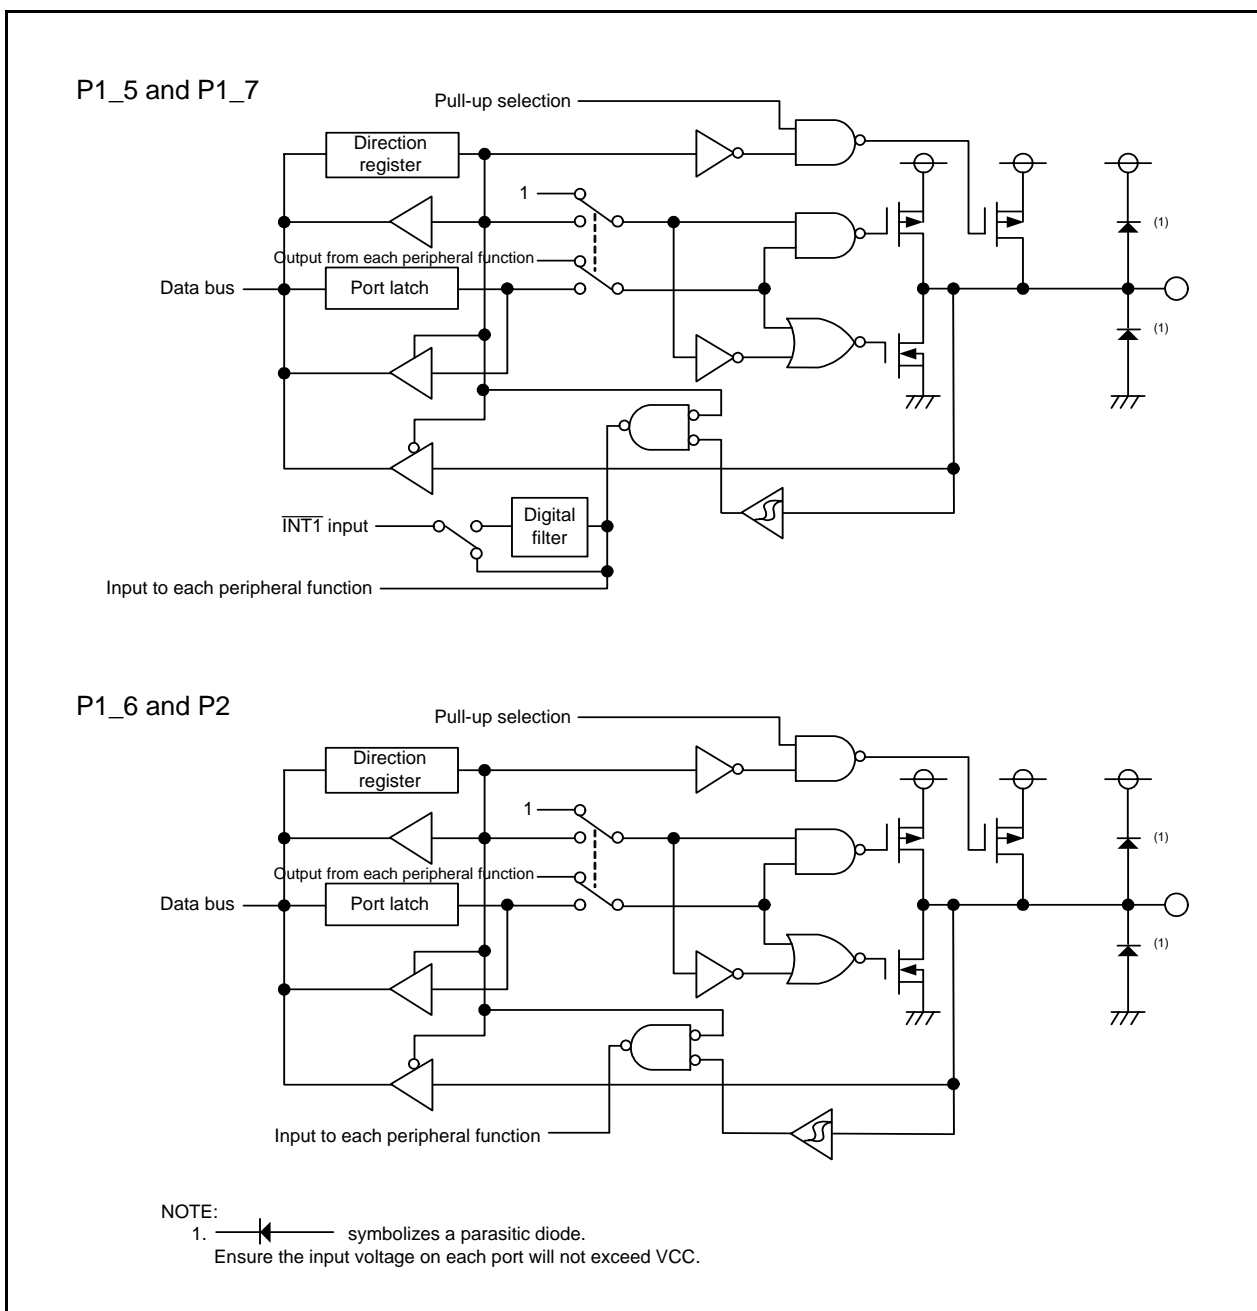 P1_5 and P1_7
Pull-up selection
Direction
register
1
(1)
Output from each peripheral function
Data bus
Port latch
(1)
INT1 input
Digital
filter
Input to each peripheral function
P1_6 and P2
Pull-up selection
Direction
register
1
(1)
Output from each peripheral function
Data bus
Port latch
(1)
Input to each peripheral function
NOTE:
1. symbolizes a parasitic diode.
Ensure the input voltage on each port will not exceed VCC.